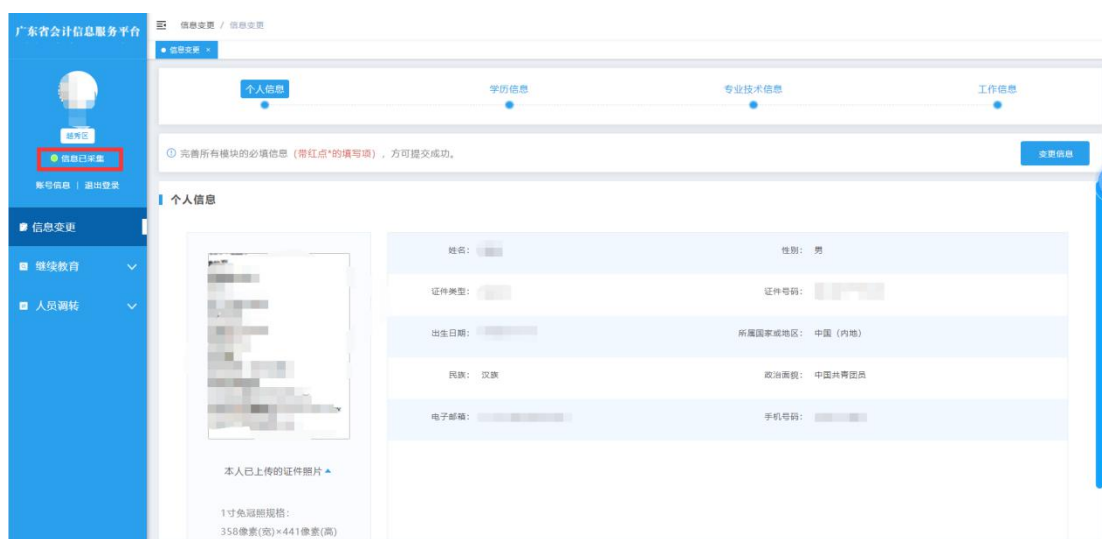 广东省会计信息服务平台
越秀区
信息已采集
账号信息 | 退出登录
信息变更
继续教育
人员调转
信息变更 / 信息变更
信息变更 ×
个人信息
学历信息
专业技术信息
工作信息
完善所有模块的必填信息 (带红点*的填写项) ,方可提交成功。
变更信息
个人信息
姓名:
性别: 男
证件类型:
证件号码:
出生日期:
所属国家或地区: 中国 (内地)
民族: 汉族
政治面貌: 中国共青团员
电子邮箱:
手机号码:
本人已上传的证件照片
1寸免冠照规格:
358像素(宽)×441像素(高)